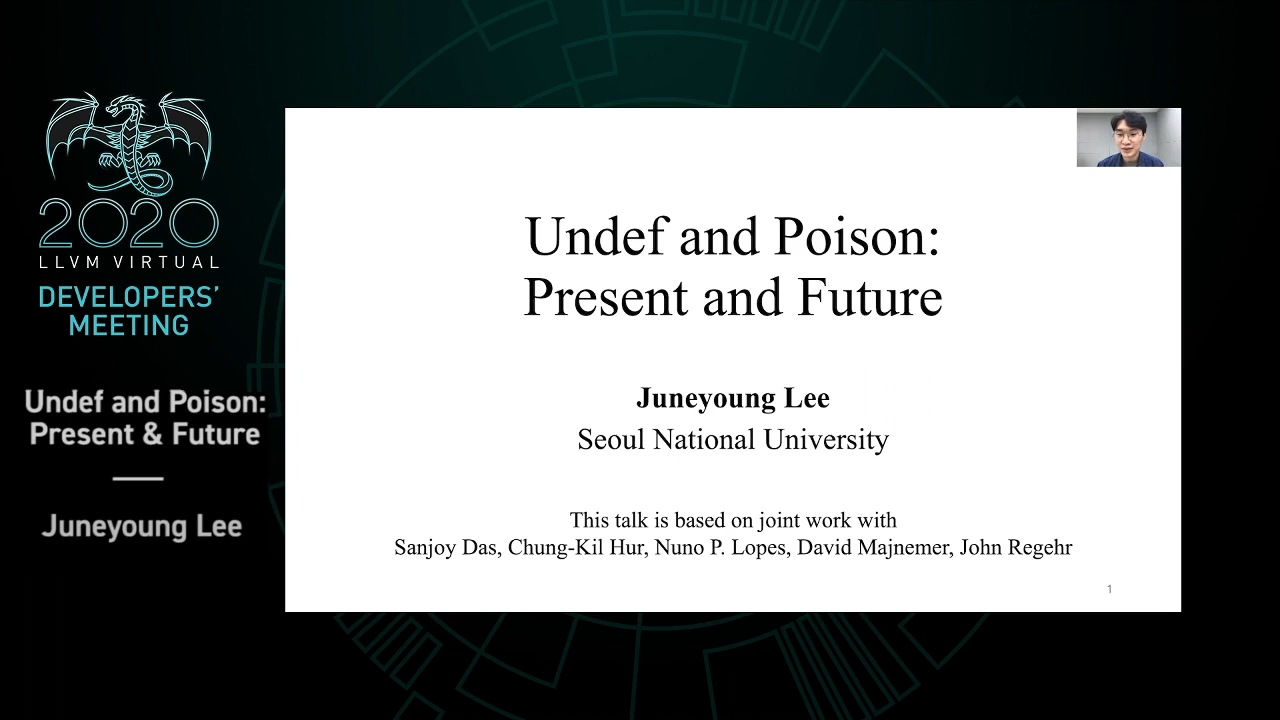 2020
LLVM VIRTUAL
DEVELOPERS'
MEETING
Undef and Poison:
Present & Future
Juneyoung Lee
Undef and Poison:
Present and Future
Juneyoung Lee
Seoul National University
This talk is based on joint work with
Sanjoy Das, Chung-Kil Hur, Nuno P. Lopes, David Majnemer, John Regehr
1